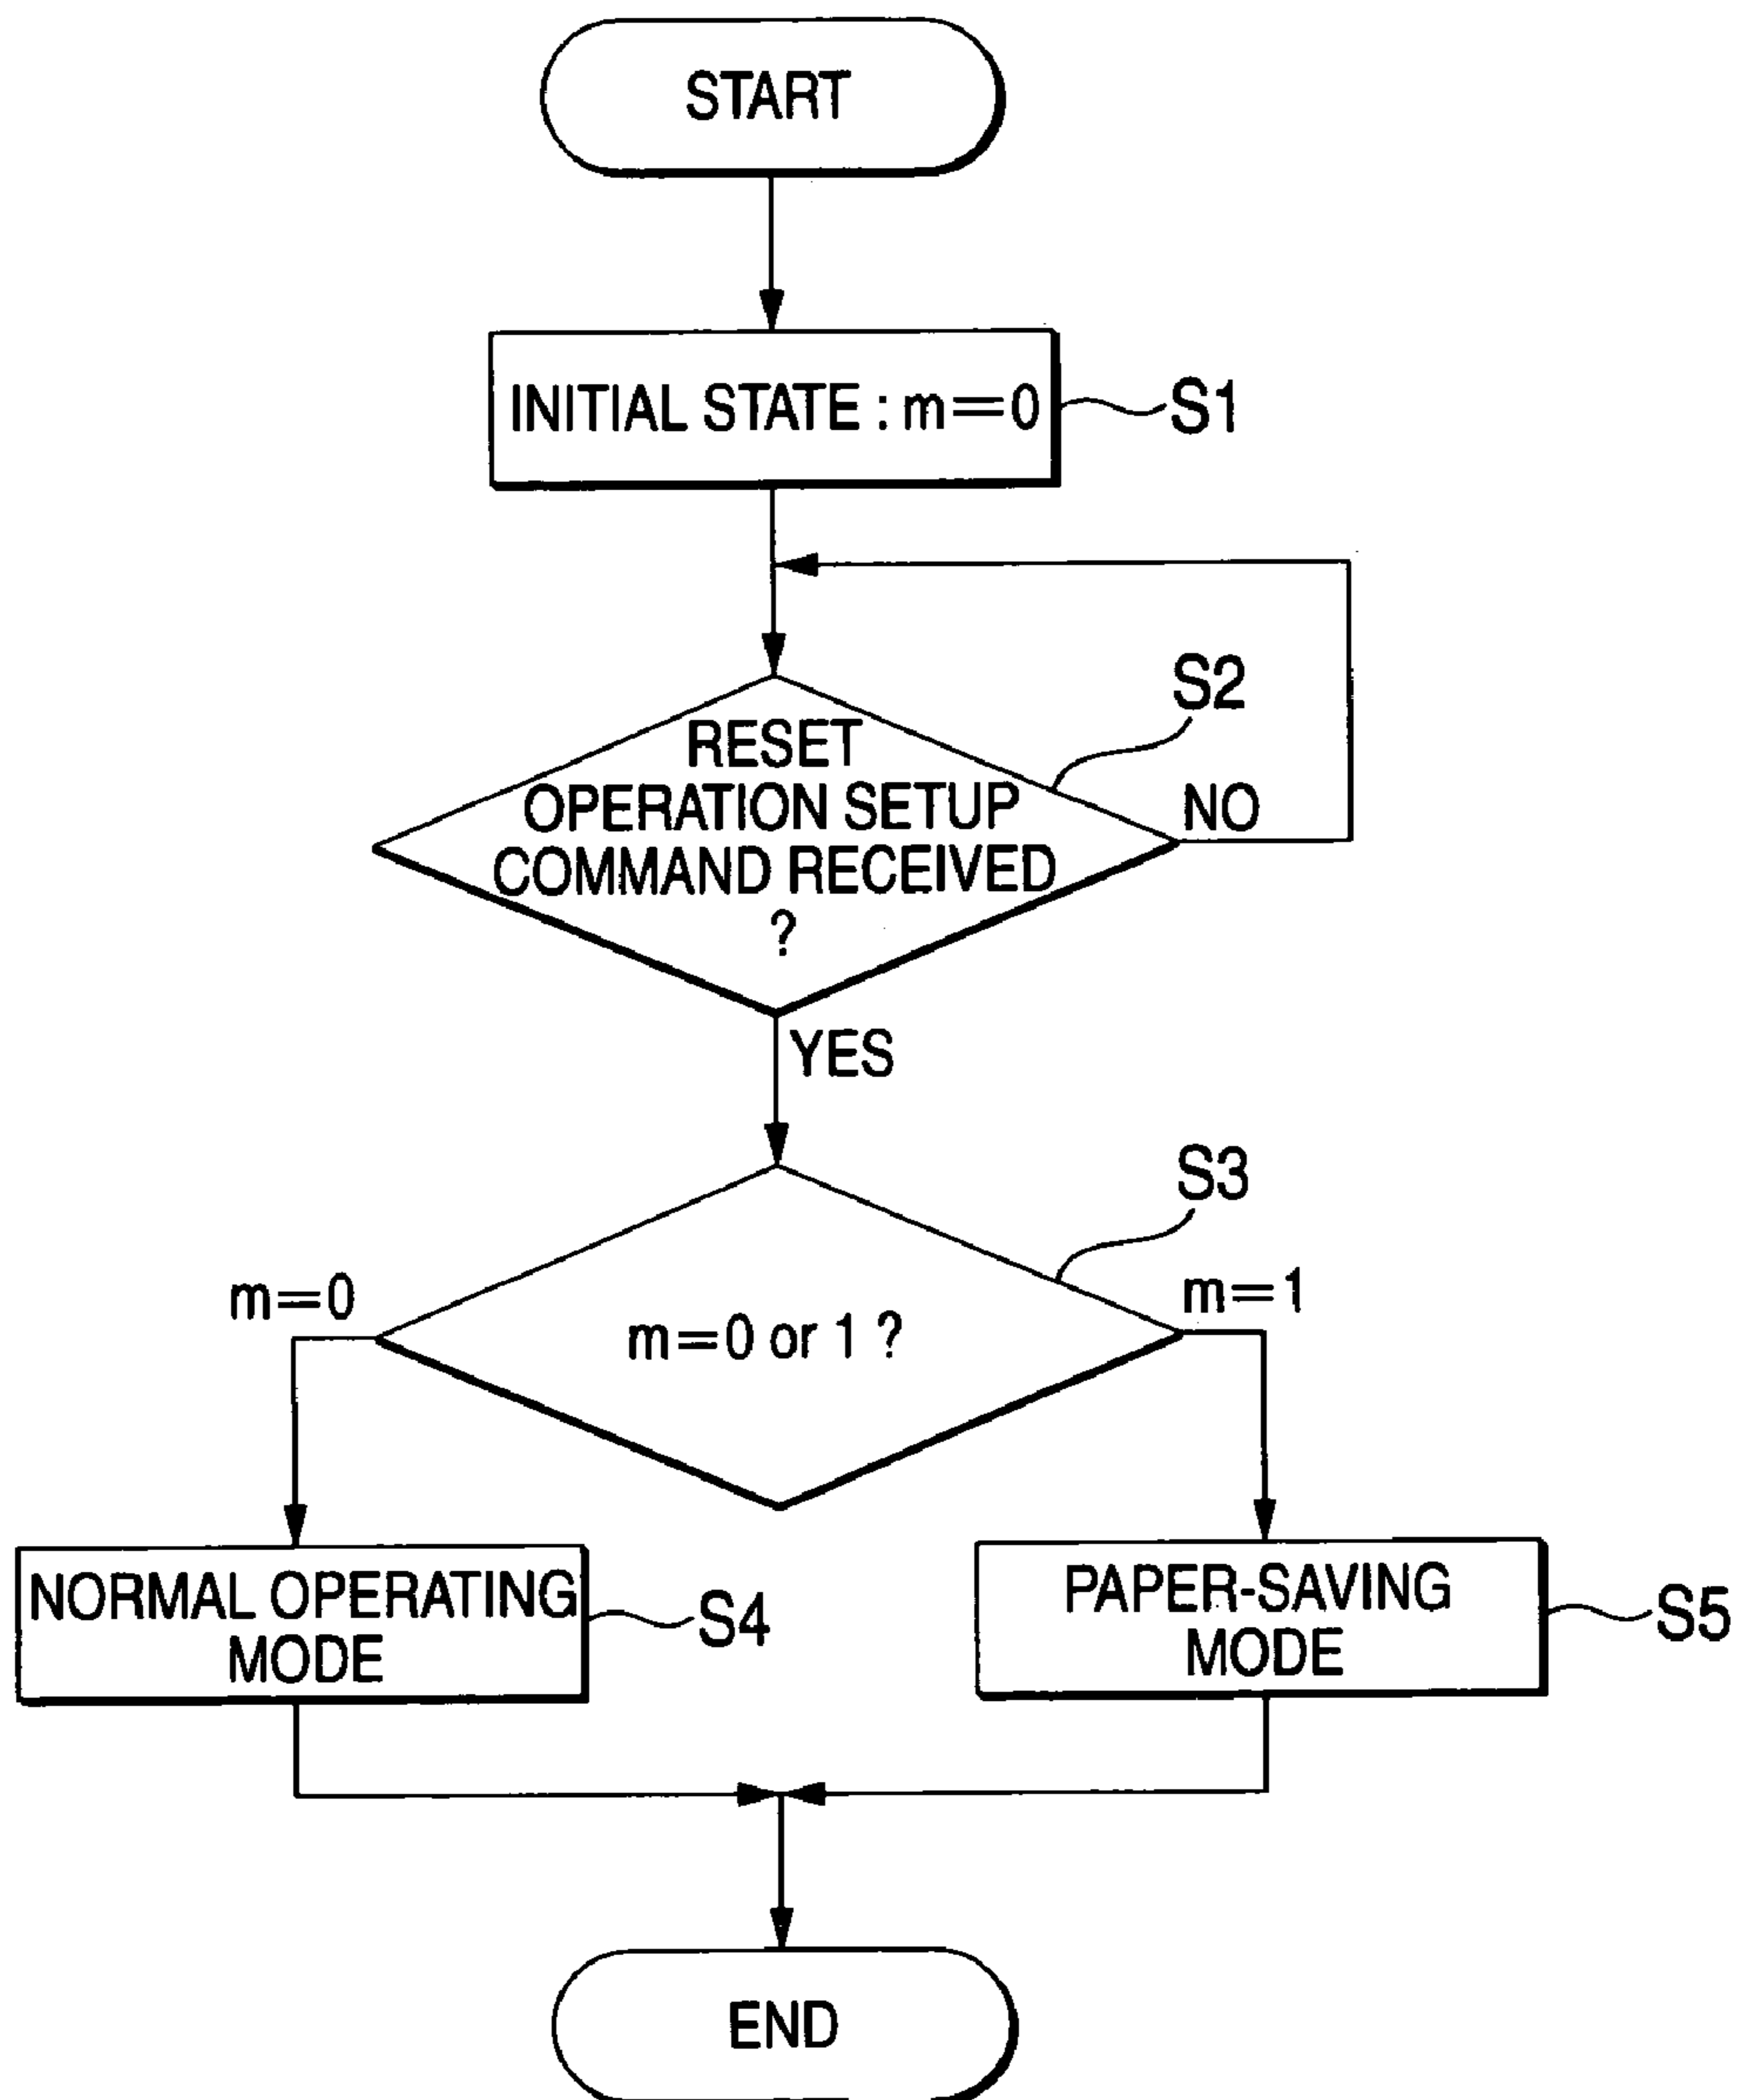 START
INITIAL STATE : m=0
S1
S2
RESET
OPERATION SETUP
COMMAND RECEIVED
?
NO
YES
S3
m=0
m=0 or 1 ?
m=1
NORMAL OPERATING
MODE
S4
PAPER-SAVING
MODE
S5
END